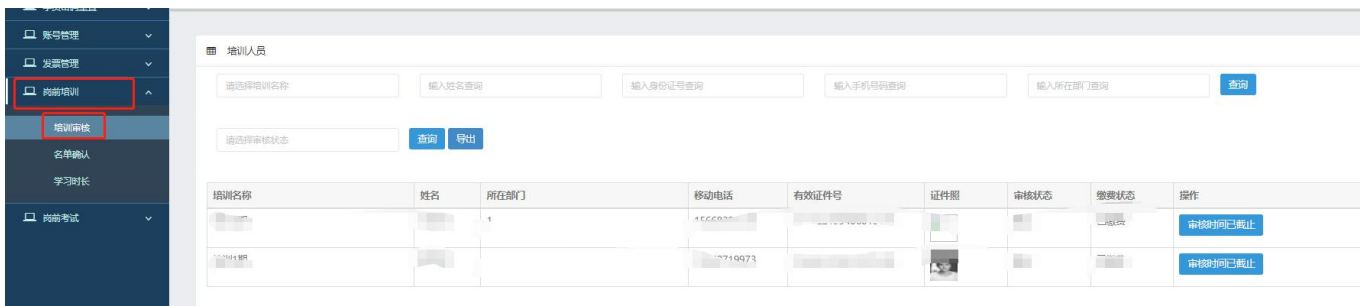 账号管理
发票管理
岗前培训
培训审核
名单确认
学习时长
岗前考试
培训人员
请选择培训名称 输入姓名查询 输入身份证号查询 输入手机号码查询 输入所在部门查询 查询
请选择审核状态 查询 导出
培训名称 姓名 所在部门 移动电话 有效证件号 证件照 审核状态 缴费状态 操作
1 审核时间已截止
719973 审核时间已截止